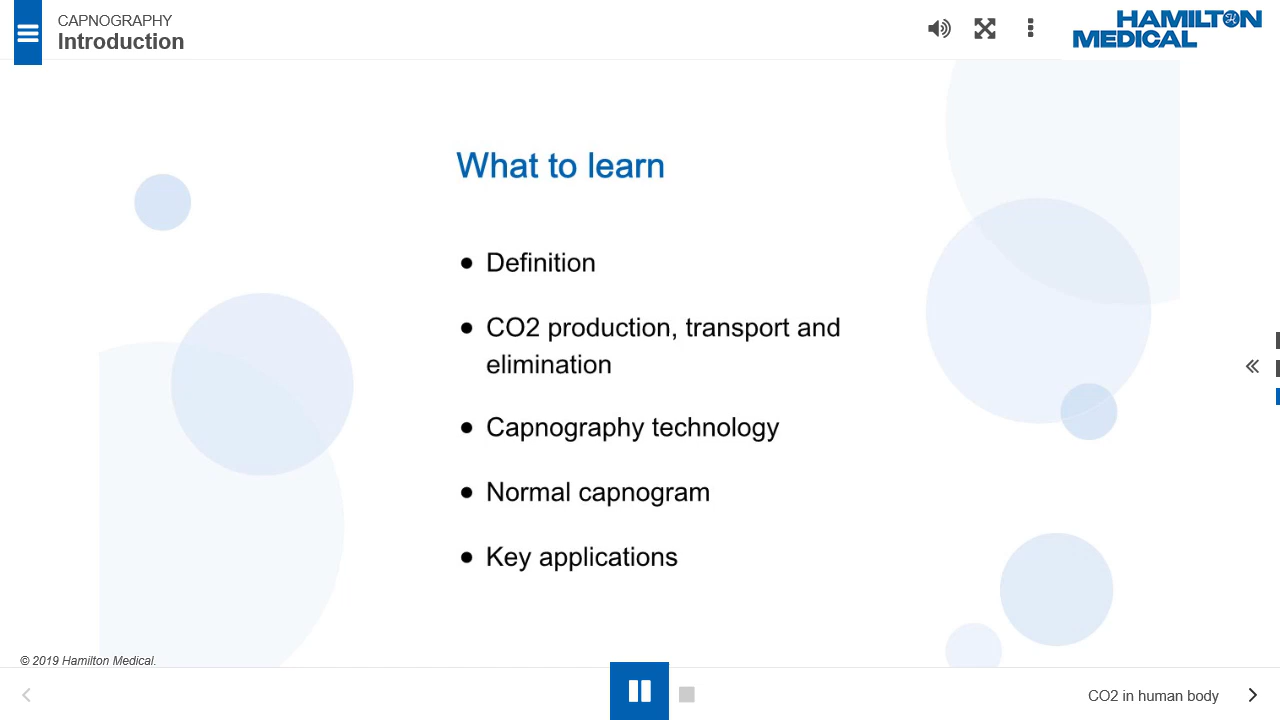 CAPNOGRAPHY
Introduction
HAMILTON
MEDICAL
What to learn
● Definition
● CO2 production, transport and
elimination
● Capnography technology
● Normal capnogram
● Key applications
© 2019 Hamilton Medical.
CO2 in human body